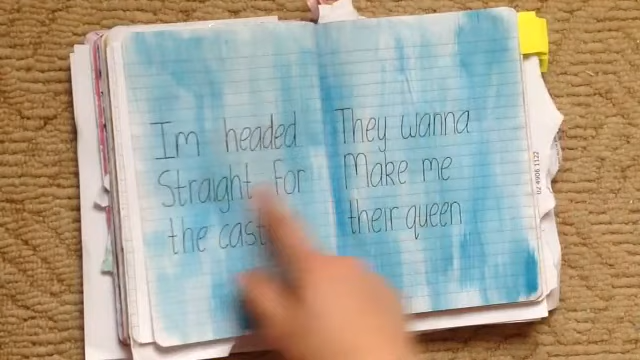 Im headed
Straight for
the
They wanna
Make me
their queen